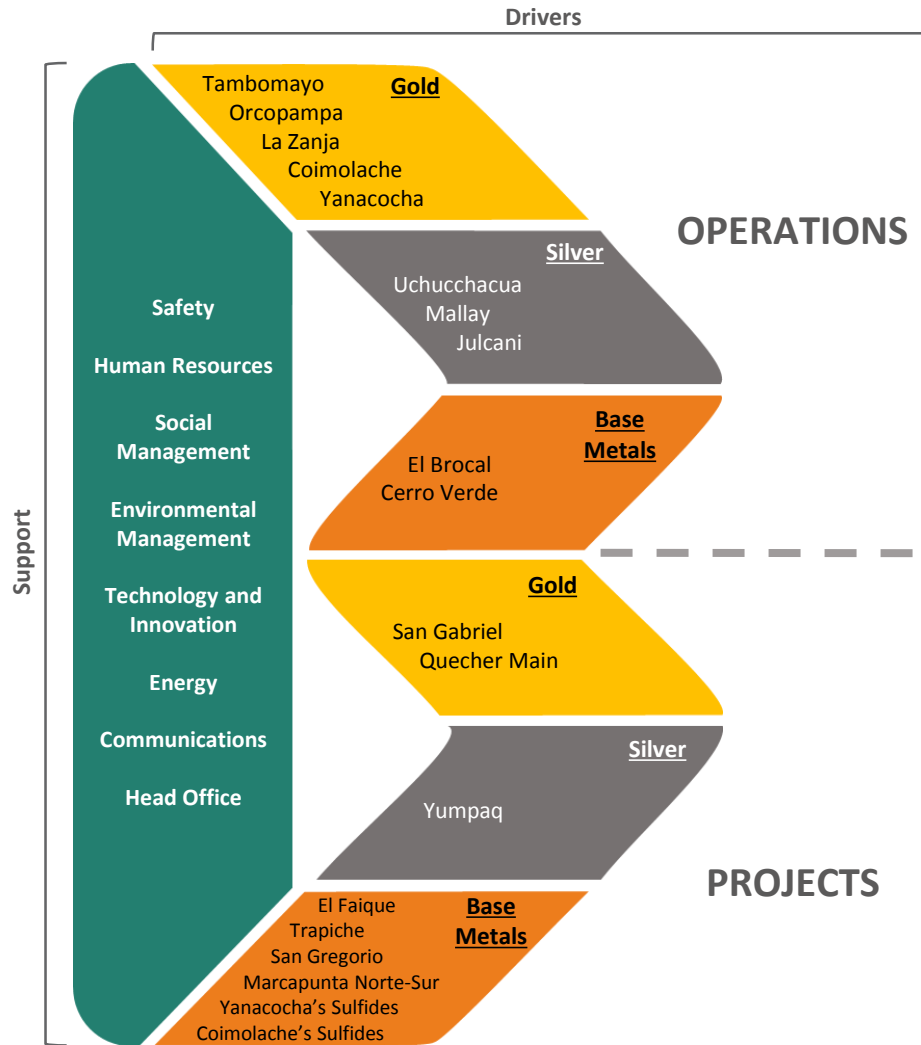 Drivers
Support
Safety
Human Resources
Social
Management
Environmental
Management
Technology and
Innovation
Energy
Communications
Head Office
OPERATIONS
Gold
Tambomayo
Orcopampa
La Zanja
Coimolache
Yanacocha
Silver
Uchucchacua
Mallay
Julcani
Base
Metals
El Brocal
Cerro Verde
PROJECTS
Gold
San Gabriel
Quecher Main
Silver
Yumpaq
Base
Metals
El Faique
Trapiche
San Gregorio
Marcapunta Norte-Sur
Yanacocha's Sulfides
Coimolache's Sulfides